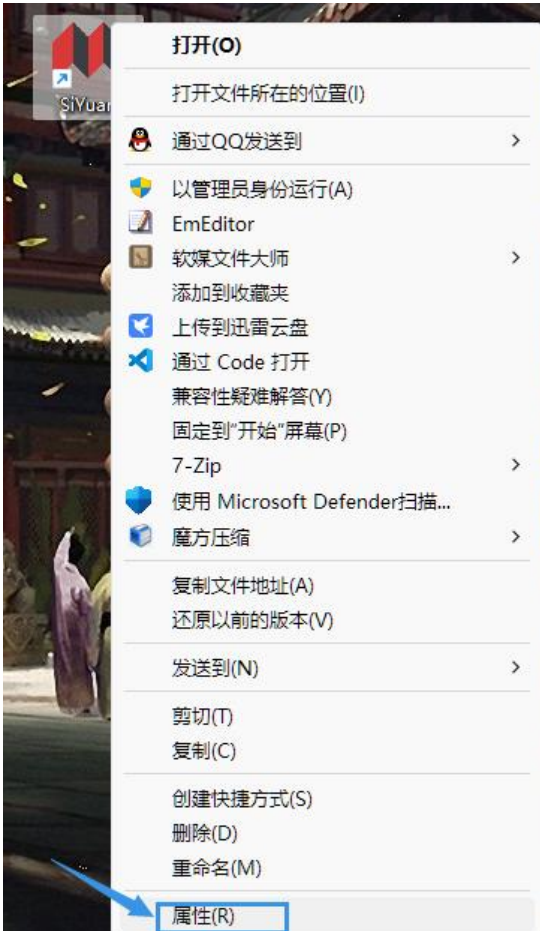 SiYuan
打开(O)
打开文件所在的位置(I)
通过QQ发送到
以管理员身份运行(A)
EmEditor
软媒文件大师
添加到收藏夹
上传到迅雷云盘
通过 Code 打开
兼容性疑难解答(Y)
固定到"开始"屏幕(P)
7-Zip
使用 Microsoft Defender扫描...
魔方压缩
复制文件地址(A)
还原以前的版本(V)
发送到(N)
剪切(T)
复制(C)
创建快捷方式(S)
删除(D)
重命名(M)
属性(R)